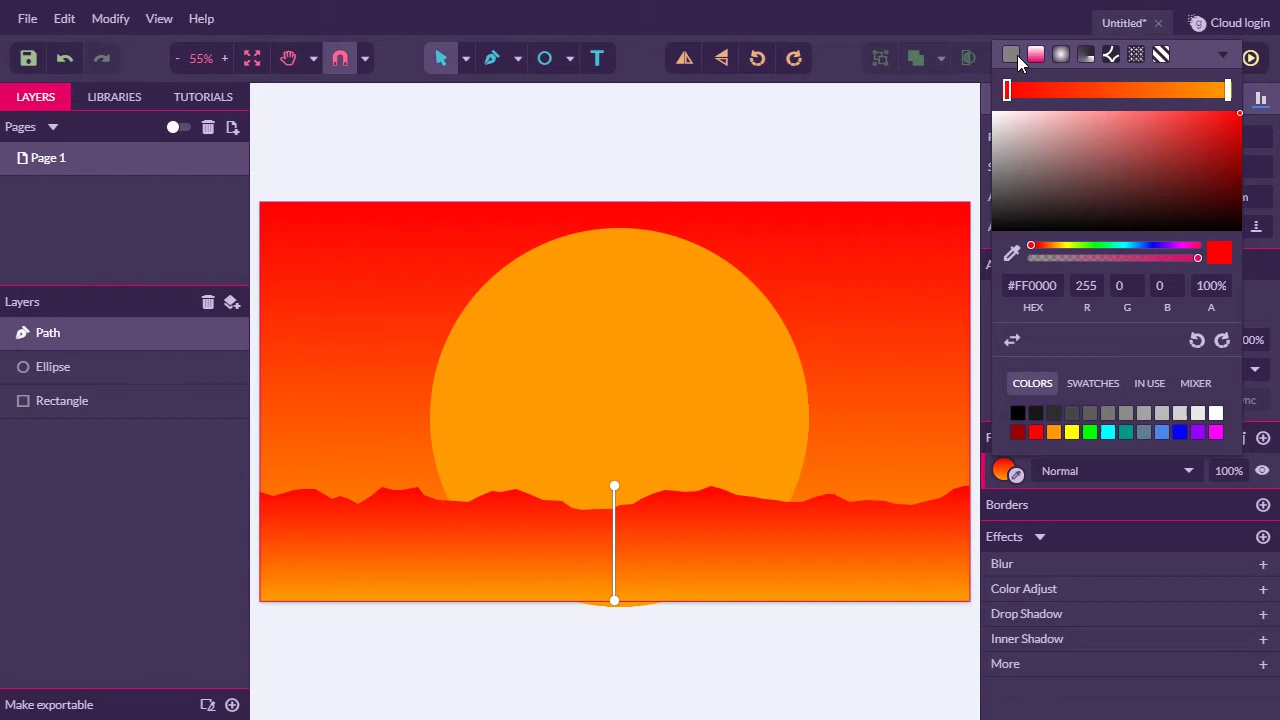 File Edit Modify View Help Untitled* Cloud login
- 55% + T
LAYERS LIBRARIES TUTORIALS
Pages
Page 1
Layers
Path
Ellipse
Rectangle
Make exportable
#FF0000 255 0 0 100%
HEX R G B A
COLORS SWATCHES IN USE MIXER
Normal 100%
Borders
Effects
Blur
Color Adjust
Drop Shadow
Inner Shadow
More